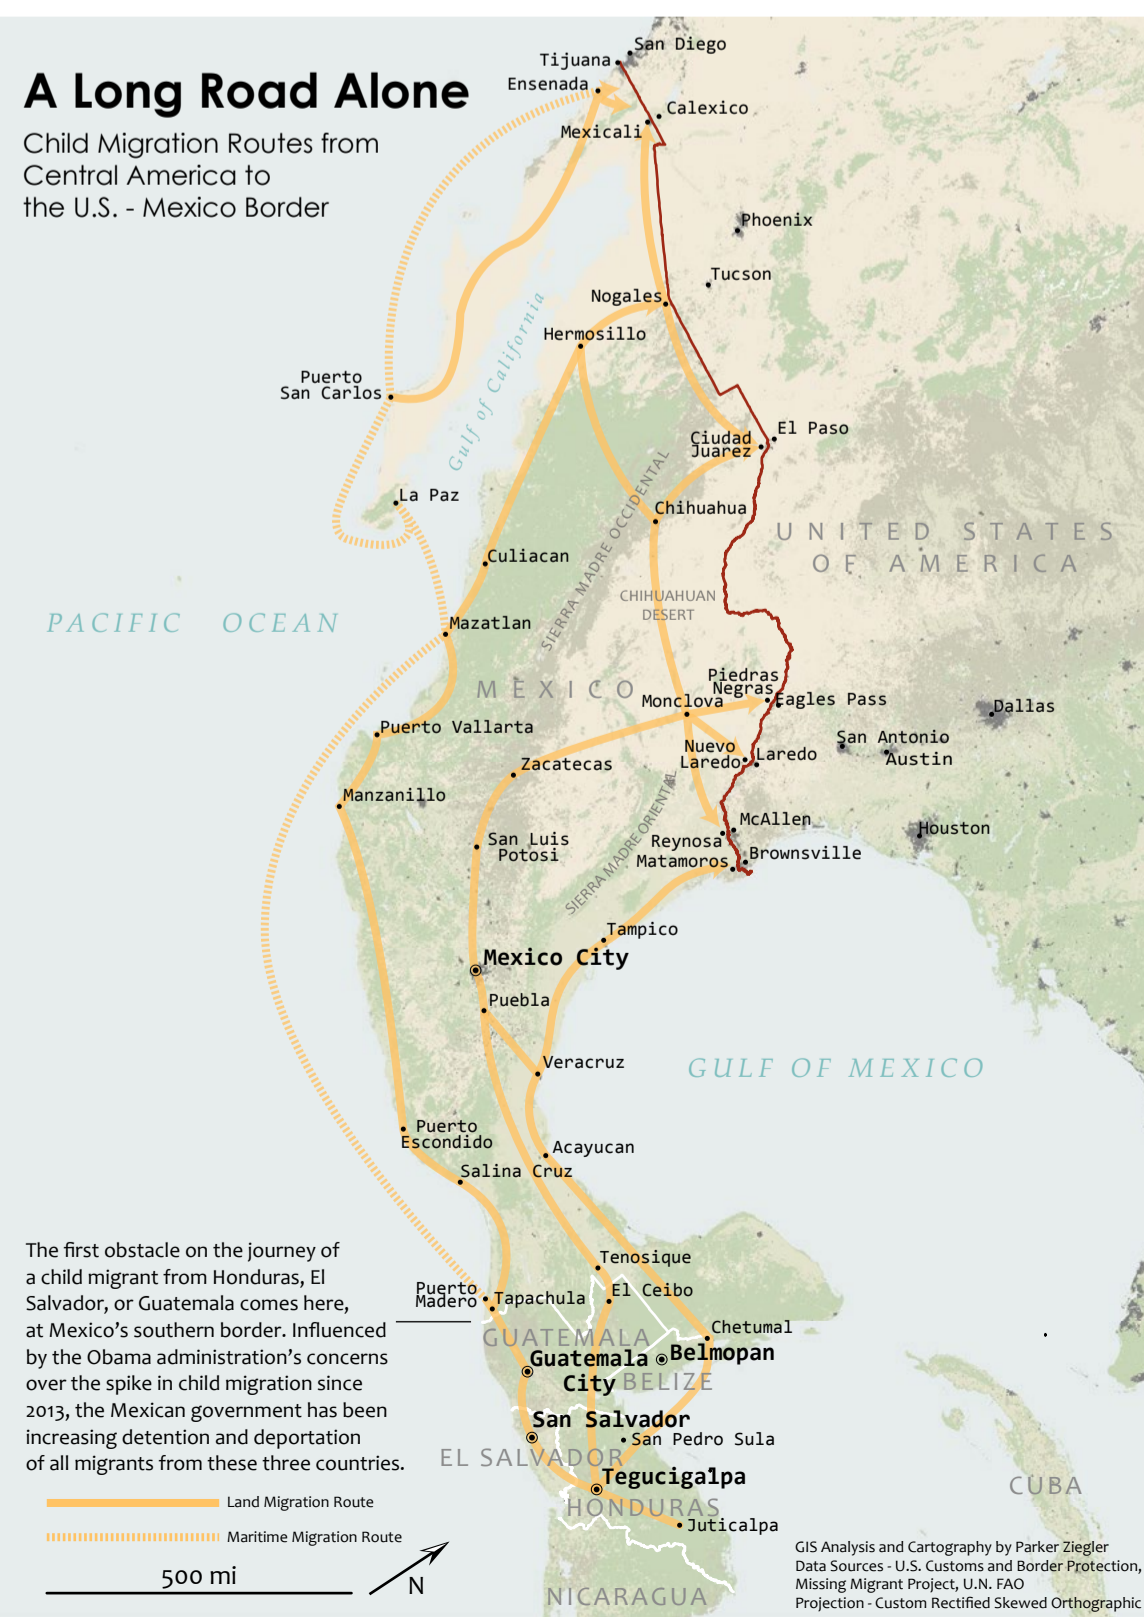 A Long Road Alone
Child Migration Routes from
Central America to
the U.S. - Mexico Border
San Diego
Tijuana
Ensenada
Calexico
Mexicali
Phoenix
Tucson
Nogales
Hermosillo
Gulf of California
Puerto
San Carlos
El Paso
Ciudad
Juarez
La Paz
Chihuahua
SIERRA MADRE OCCIDENTAL
UNITED STATES
OF AMERICA
Culiacan
CHIHUAHUAN
DESERT
PACIFIC OCEAN
Mazatlan
MEXICO
Piedras
Negras
Eagles Pass
Monclova
Dallas
Puerto Vallarta
San Antonio
Austin
Nuevo
Laredo
Laredo
Zacatecas
Manzanillo
SIERRA MADRE ORIENTAL
McAllen
Houston
Reynosa
San Luis
Potosi
Brownsville
Matamoros
Tampico
Mexico City
Puebla
Veracruz
GULF OF MEXICO
Puerto
Escondido
Acayucan
Salina Cruz
Tenosique
El Ceibo
Puerto
Madero
Tapachula
Chetumal
GUATEMALA
Belmopan
Guatemala
City
BELIZE
San Salvador
San Pedro Sula
EL SALVADOR
Tegucigalpa
HONDURAS
Juticalpa
CUBA
NICARAGUA
The first obstacle on the journey of
a child migrant from Honduras, El
Salvador, or Guatemala comes here,
at Mexico's southern border. Influenced
by the Obama administration's concerns
over the spike in child migration since
2013, the Mexican government has been
increasing detention and deportation
of all migrants from these three countries.
Land Migration Route
Maritime Migration Route
500 mi
N
GIS Analysis and Cartography by Parker Ziegler
Data Sources - U.S. Customs and Border Protection,
Missing Migrant Project, U.N. FAO
Projection - Custom Rectified Skewed Orthographic